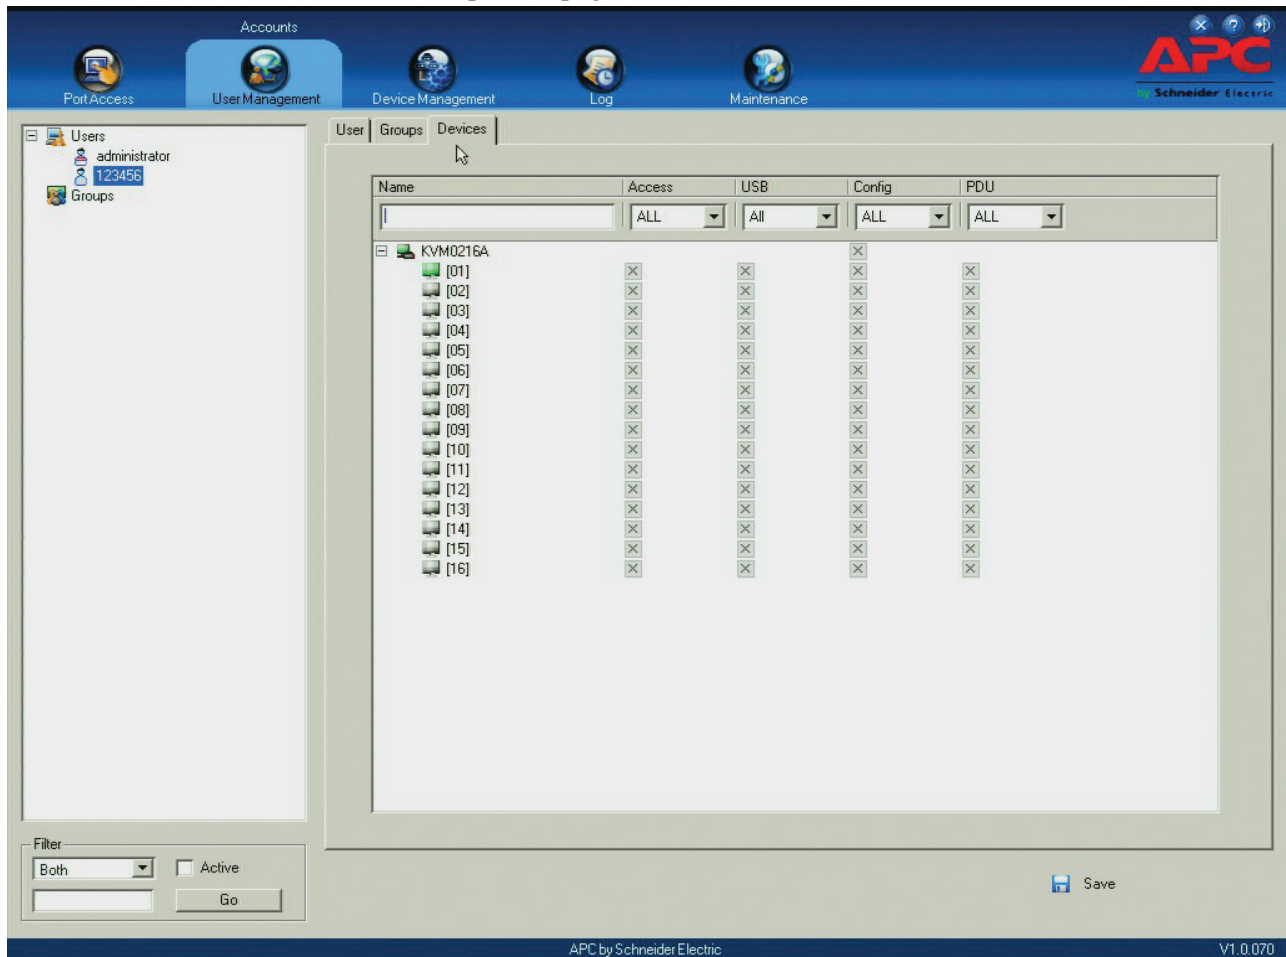 Accounts
APC
by Schneider Electric
Port Access
User Management
Device Management
Log
Maintenance
Users
administrator
123456
Groups
User
Groups
Devices
Name Access USB Config PDU
ALL All ALL ALL
KVM0216A
[01]
[02]
[03]
[04]
[05]
[06]
[07]
[08]
[09]
[10]
[11]
[12]
[13]
[14]
[15]
[16]
Filter
Both Active
Go
Save
APC by Schneider Electric
V1.0.070